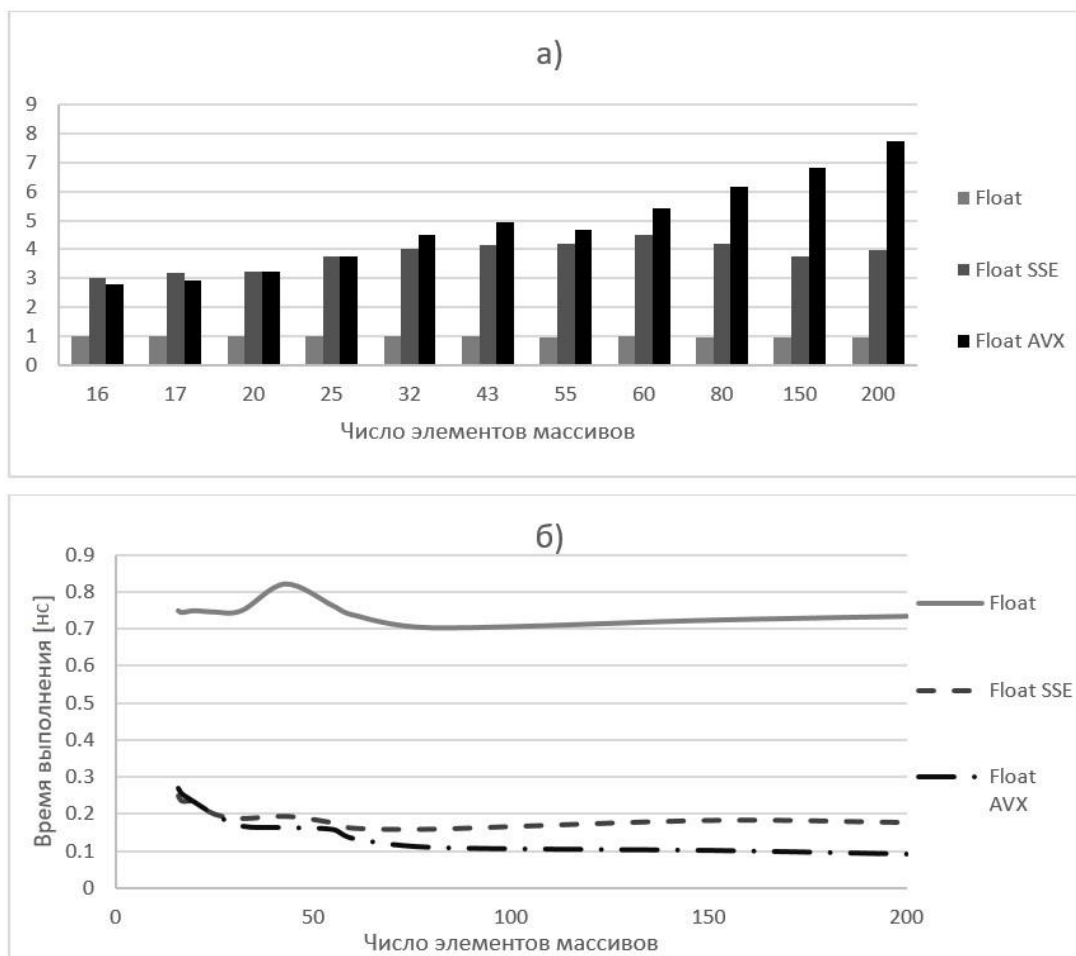 а)
9
8
7
6
5
4
3
2
1
0
16 17 20 25 32 43 55 60 80 150 200
Число элементов массивов
Float
Float SSE
Float AVX
б)
Время выполнения [нс]
0.9
0.8
0.7
0.6
0.5
0.4
0.3
0.2
0.1
0
0 50 100 150 200
Число элементов массивов
Float
Float SSE
Float
AVX